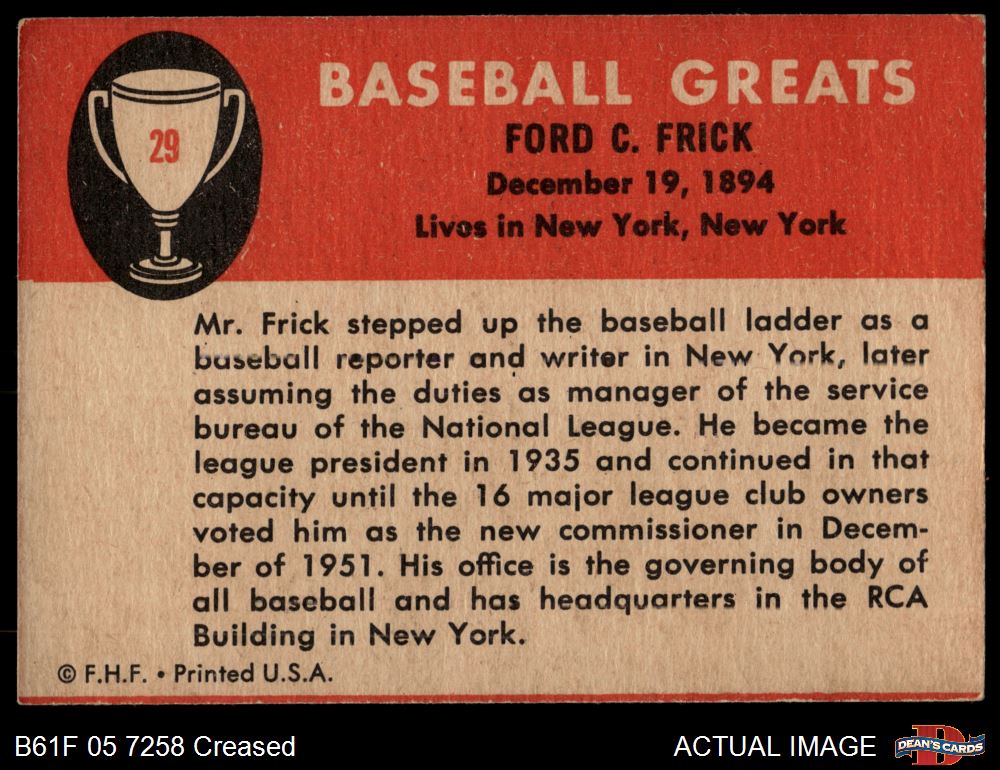 29
BASEBALL GREATS
FORD C. FRICK
December 19, 1894
Lives in New York, New York
Mr. Frick stepped up the baseball ladder as a
baseball reporter and writer in New York, later
assuming the duties as manager of the service
bureau of the National League. He became the
league president in 1935 and continued in that
capacity until the 16 major league club owners
voted him as the new commissioner in Decem-
ber of 1951. His office is the governing body of
all baseball and has headquarters in the RCA
Building in New York.
© F.H.F. • Printed U.S.A.
B61F 05 7258 Creased
ACTUAL IMAGE
DEAN'S CARDS